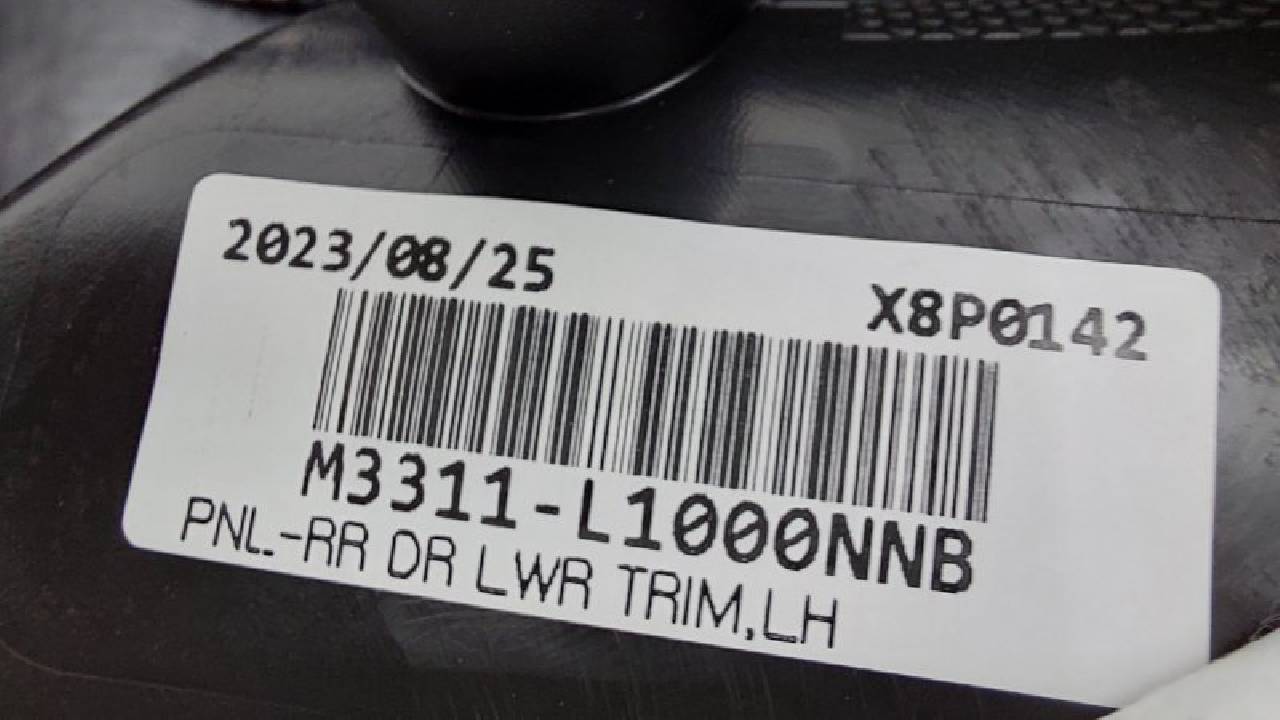 2023/08/25 X8P0142
M3311-L1000NNB
PNL-RR DR LWR TRIM,LH